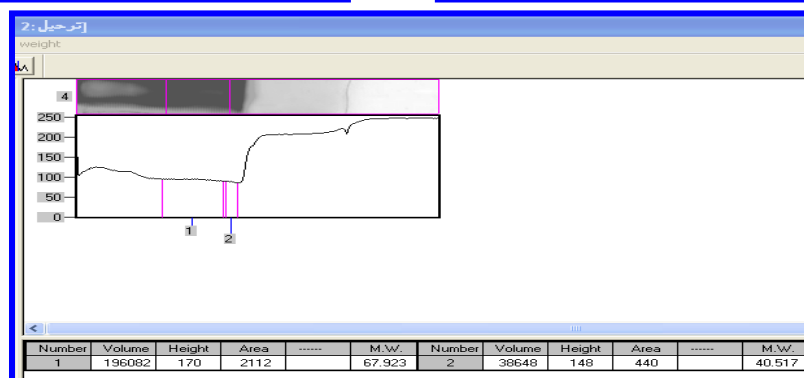 [ترحيل:2
weight
4
250
200
150
100
50
0
1
2
Number Volume Height Area ------ M.W. Number Volume Height Area ------ M.W.
1 196082 170 2112 67.923 2 38648 148 440 40.517